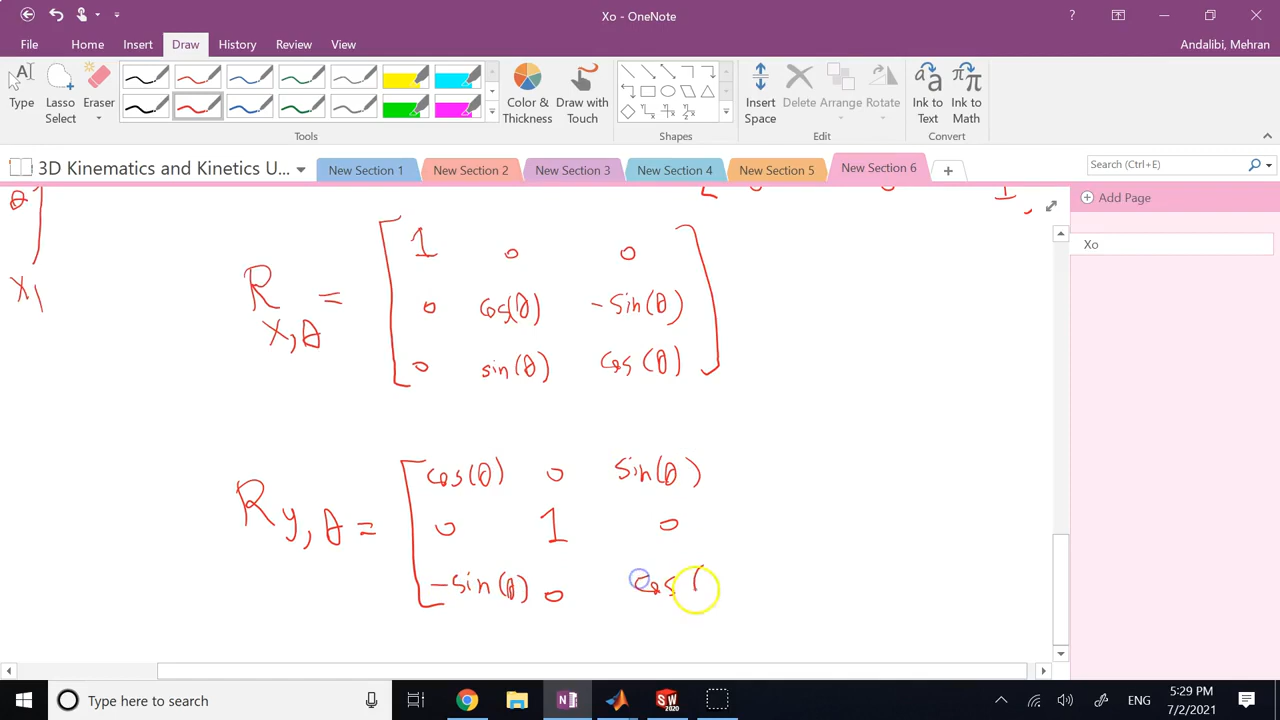 Xo - OneNote
Andalibi, Mehran
File Home Insert Draw History Review View
Type Lasso Select Eraser Color & Thickness Draw with Touch Insert Space Delete Arrange Rotate Ink to Text Ink to Math
Tools Shapes Edit Convert
3D Kinematics and Kinetics U... New Section 1 New Section 2 New Section 3 New Section 4 New Section 5 New Section 6 Search (Ctrl+E)
Add Page
Xo
θ
x1
1 0 0
R x,θ = 0 cos(θ) -sin(θ)
0 sin(θ) cos(θ)
cos(θ) 0 sin(θ)
R y,θ = 0 1 0
-sin(θ) 0 cos(
Type here to search
ENG
5:29 PM
7/2/2021